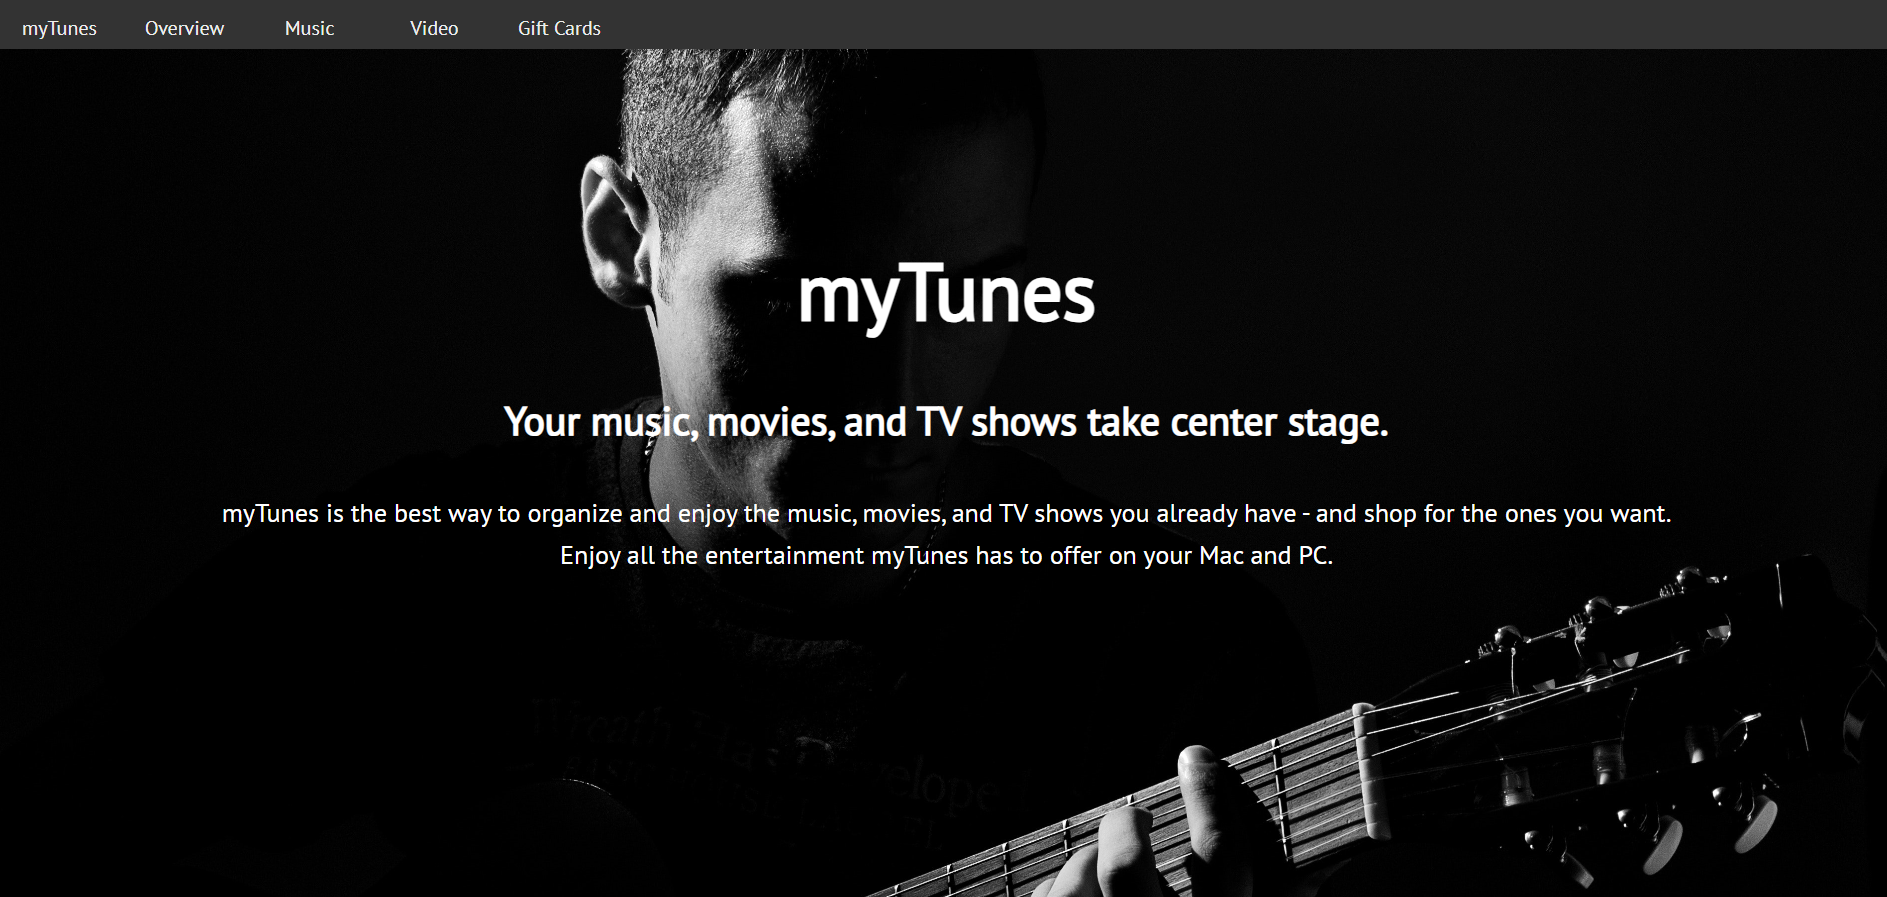 myTunes Overview Music Video Gift Cards
myTunes
Your music, movies, and TV shows take center stage.
myTunes is the best way to organize and enjoy the music, movies, and TV shows you already have - and shop for the ones you want.
Enjoy all the entertainment myTunes has to offer on your Mac and PC.